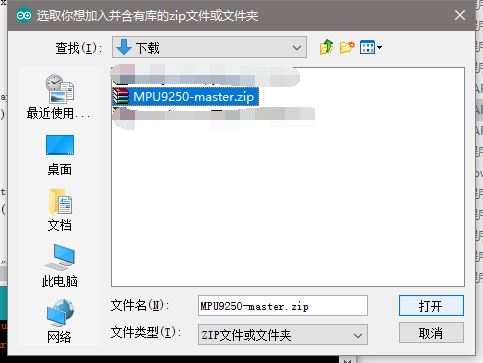 选取你想加入并含有库的zip文件或文件夹
查找(I):
下载
最近使用...
MPU9250-master.zip
桌面
文档
此电脑
网络
文件名(N):
MPU9250-master.zip
打开
文件类型(T):
ZIP文件或文件夹
取消